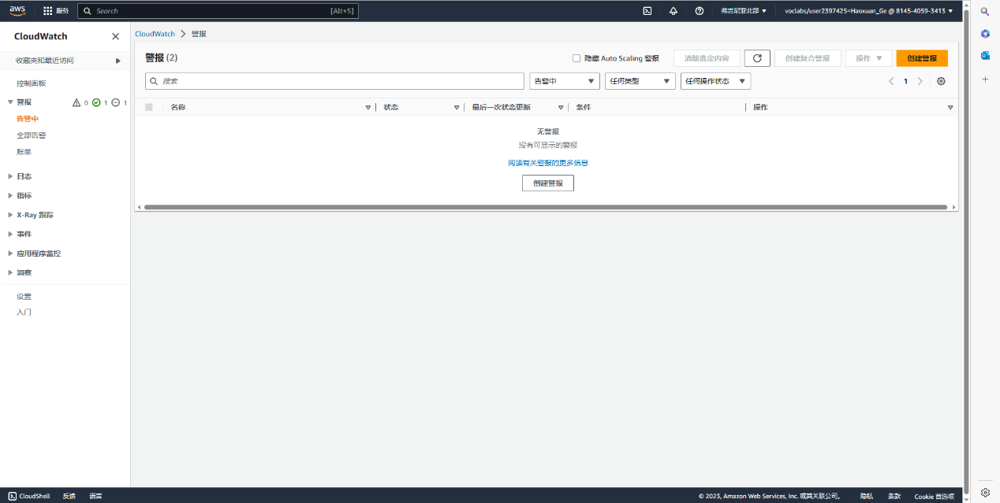 aws 服务 Search [Alt+S] 弗吉尼亚北部 voclabs/user2397425=Haoxuan_Ge @ 8145-4059-3413
CloudWatch
收藏夹和最近访问
控制面板
警报 0 1 1
告警中
全部告警
账单
日志
指标
X-Ray 跟踪
事件
应用程序监控
洞察
设置
入门
CloudWatch 警报
警报 (2) 隐藏 Auto Scaling 警报 清除选定内容 创建复合警报 操作 创建警报
搜索 告警中 任何类型 任何操作状态 1
名称 状态 最后一次状态更新 条件 操作
无警报
没有可显示的警报
阅读有关警报的更多信息
创建警报
CloudShell 反馈 语言 © 2023, Amazon Web Services, Inc. 或其关联公司。 隐私 条款 Cookie 首选项